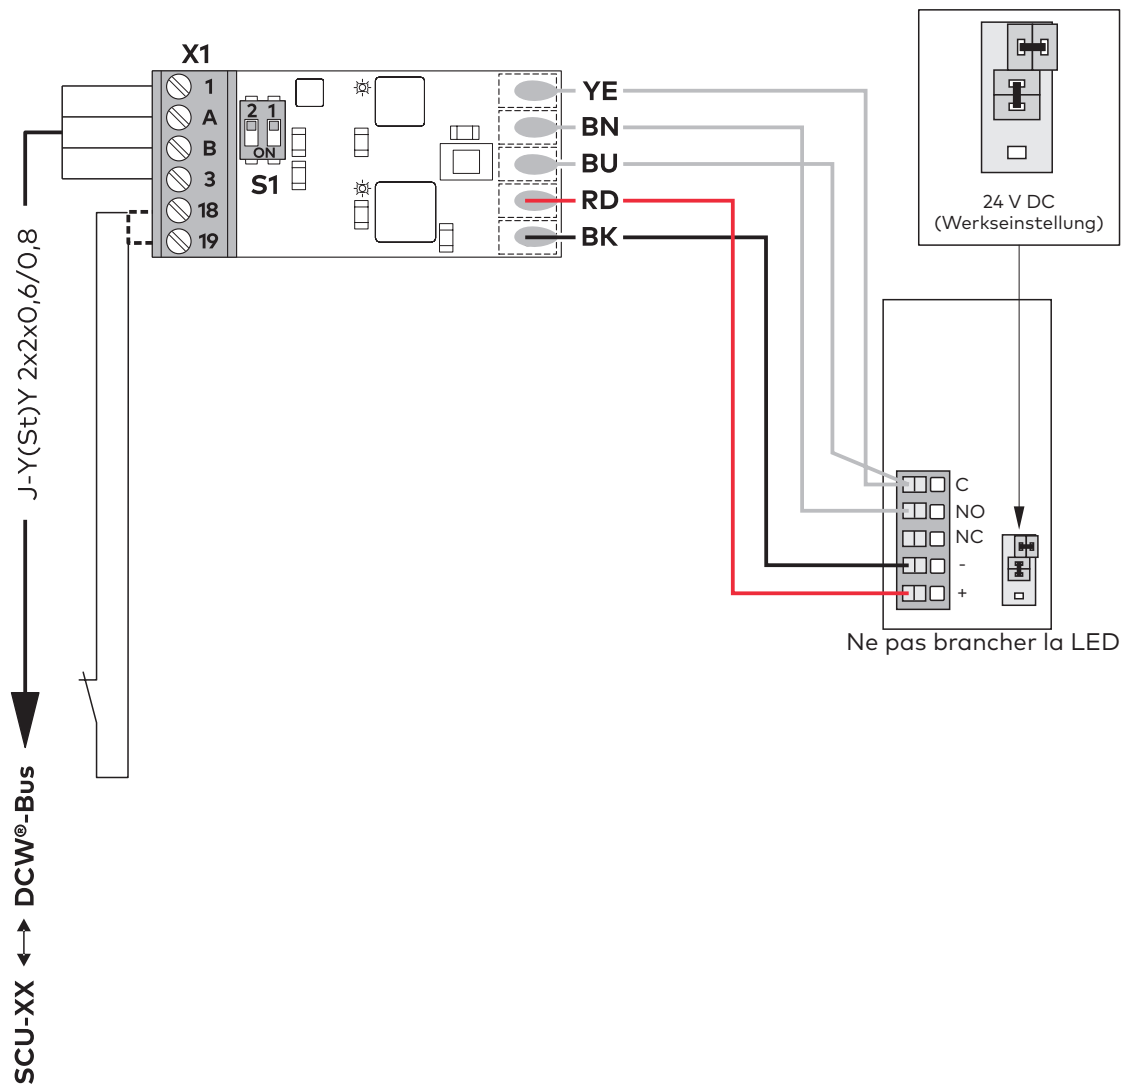 X1
1
A
B
3
18
19
2 1
ON
S1
YE
BN
BU
RD
BK
24 V DC
(Werkseinstellung)
C
NO
NC
-
+
Ne pas brancher la LED
J-Y(St)Y 2x2x0,6/0,8
SCU-XX ↔ DCW®-Bus